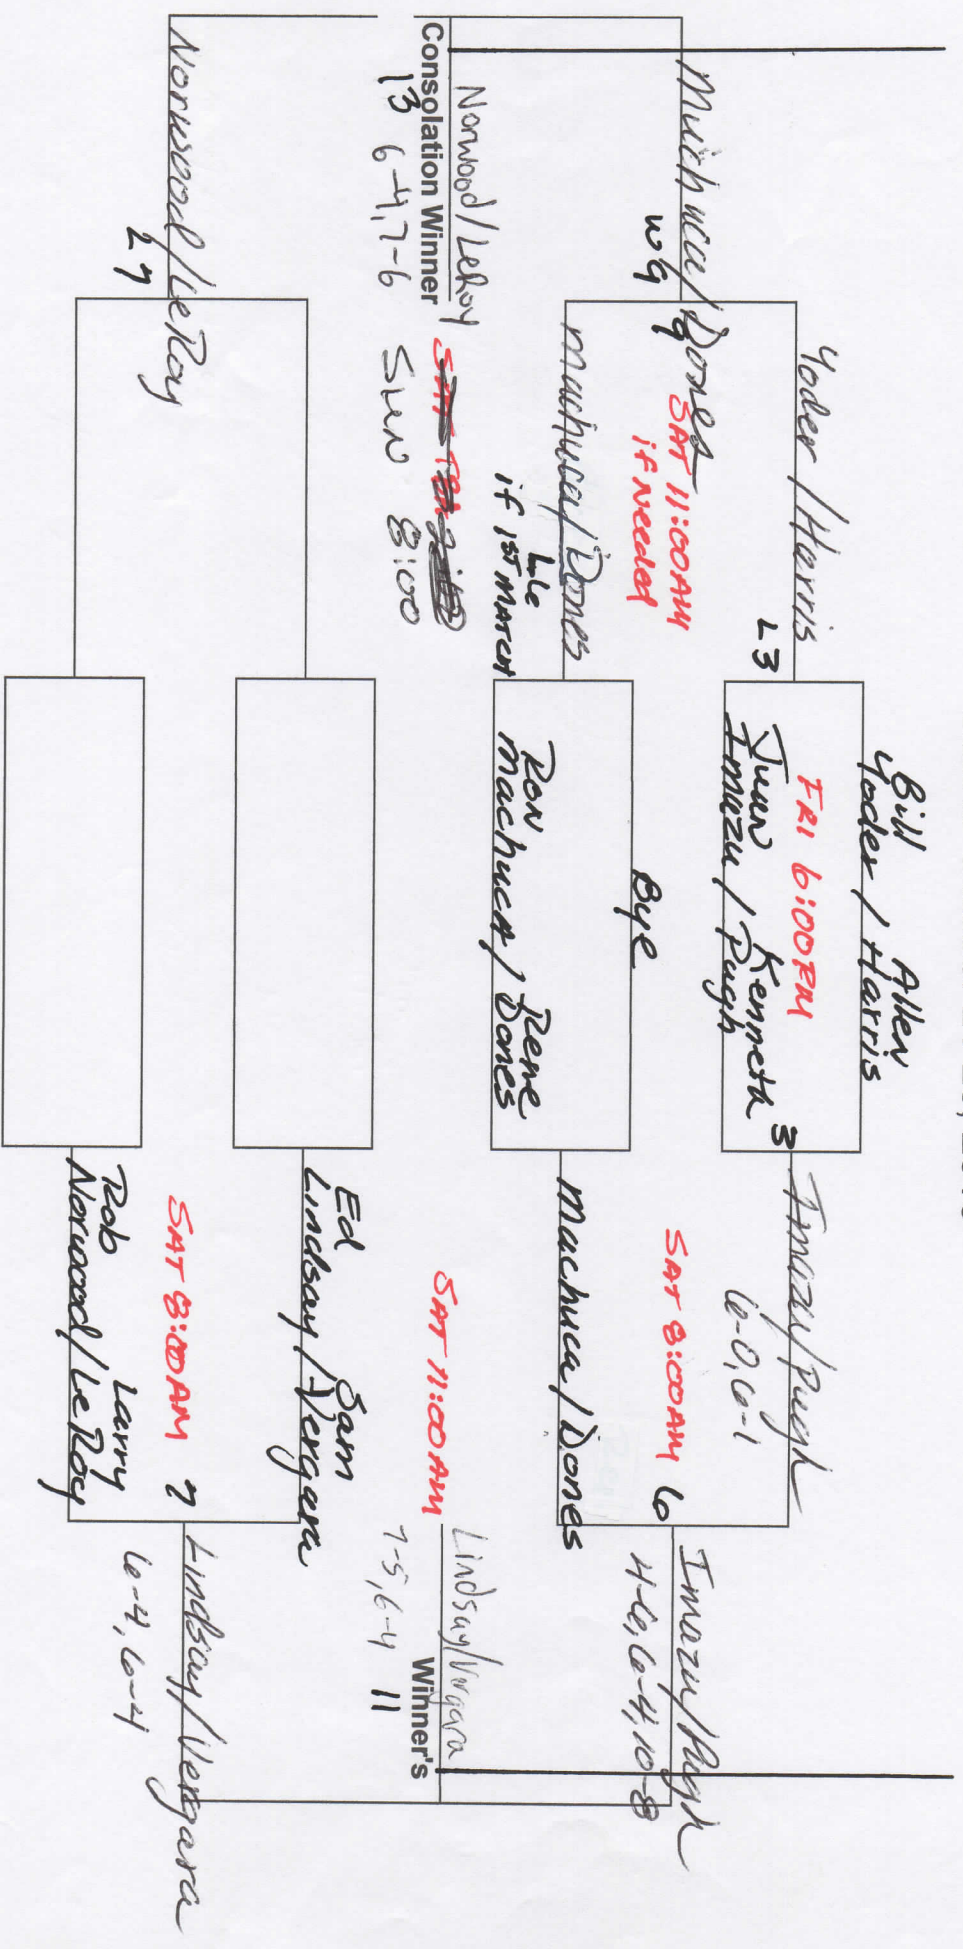 Bill Allen
Yoder / Harris
FRI 6:00PM
Juun Kenneth
Imazu / Pugh
3
Imazu/Pugh
6-0, 6-1
Yoder / Harris
L3
Bye
Ron Rene
Machuca / Dones
Machuca / Dones
SAT 8:00AM 6
Imazu/Pugh
4-6, 6-4, 10-8
Machuca/Dones
if 1st Match
Machuca/Dones
W9
9
SAT 11:00AM
if needed
SAT 11:00AM
Lindsay/Vergara
Winner's
7-5, 6-4 11
Norwood/LeRoy
Consolation Winner
13 6-4, 7-6
SAT
SUN 8:00
Ed Sam
Lindsay / Vergara
SAT 8:00AM 7
Rob Larry
Norwood/LeRoy
Lindsay/Vergara
6-4, 6-4
Norwood/LeRoy
L7